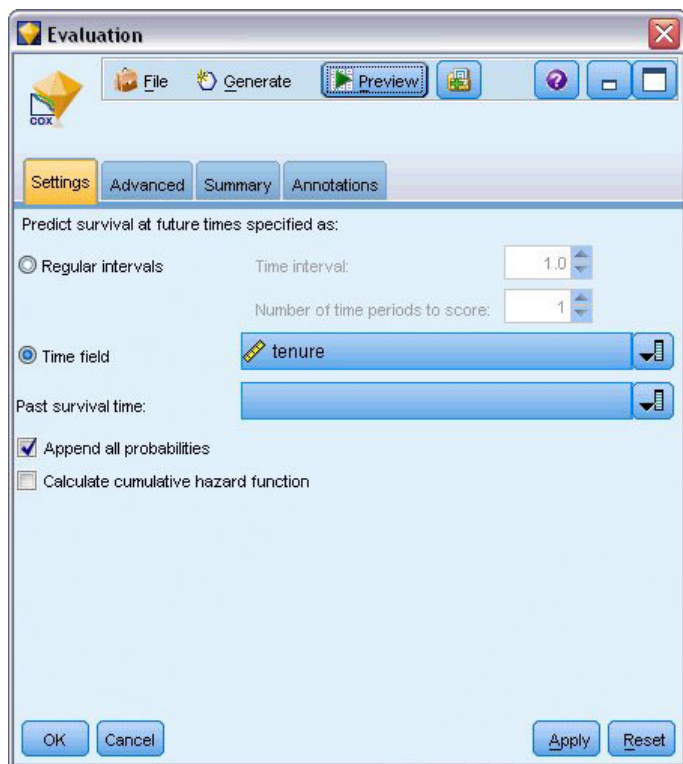 Evaluation
File Generate Preview
COX
Settings Advanced Summary Annotations
Predict survival at future times specified as:
Regular intervals Time interval: 1.0
Number of time periods to score: 1
Time field tenure
Past survival time:
Append all probabilities
Calculate cumulative hazard function
OK Cancel Apply Reset